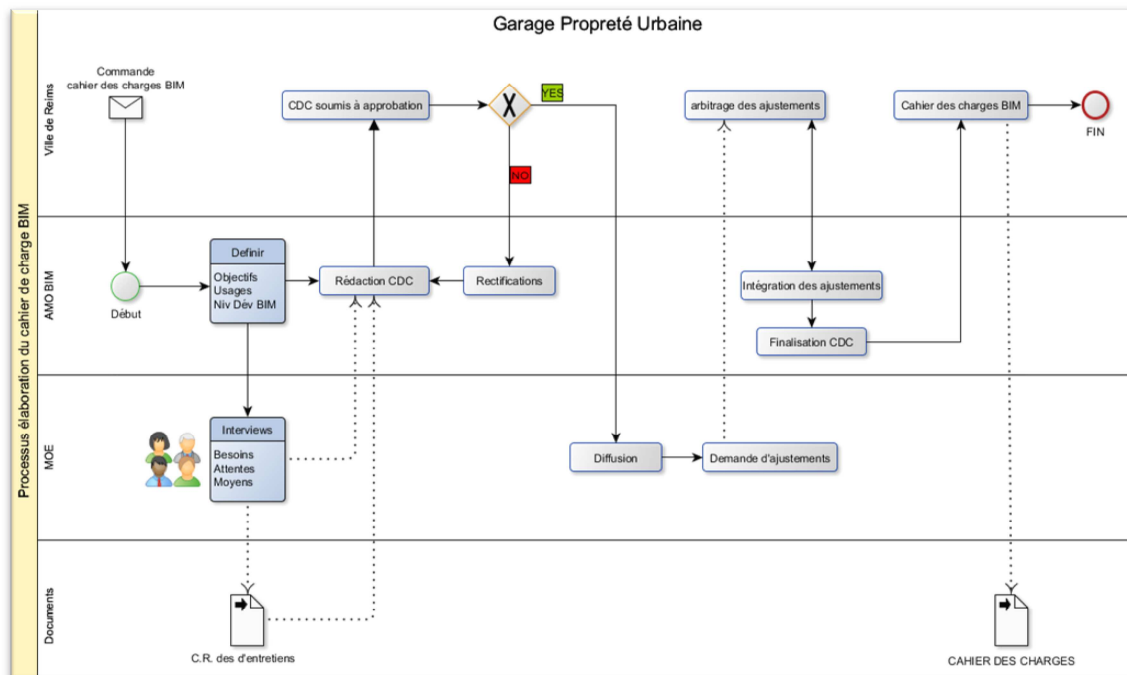 Garage Propreté Urbaine
Processus élaboration du cahier de charge BIM
Ville de Reims
Commande
cahier des charges BIM
CDC soumis à approbation
X
YES
NO
arbitrage des ajustements
Cahier des charges BIM
FIN
AMO BIM
Début
Definir
Objectifs
Usages
Niv Dév BIM
Rédaction CDC
Rectifications
Intégration des ajustements
Finalisation CDC
MOE
Interviews
Besoins
Attentes
Moyens
Diffusion
Demande d'ajustements
Documents
C.R. des d'entretiens
CAHIER DES CHARGES